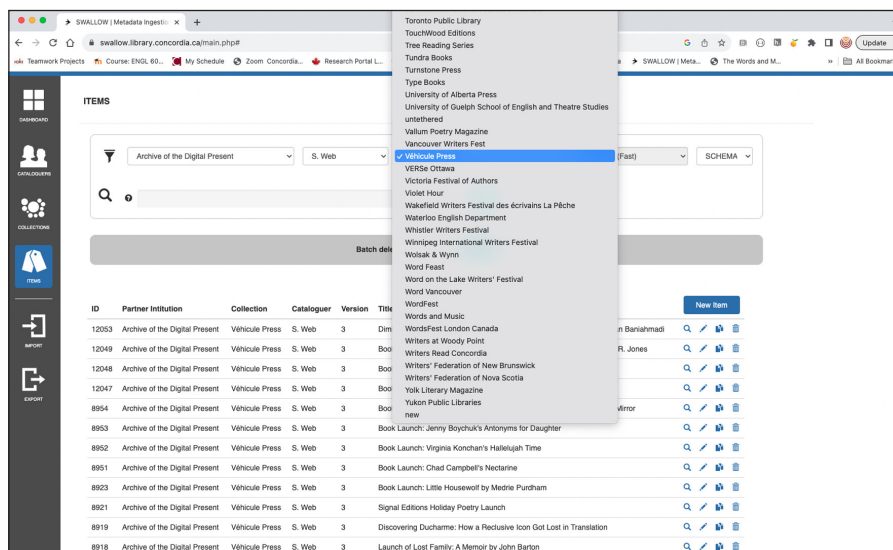 SWALLOW | Metadata Ingestio
swallow.library.concordia.ca/main.php#
Update
Teamwork Projects
Course: ENGL 60...
My Schedule
Zoom Concordia...
Research Portal L...
SWALLOW | Meta...
The Words and M...
All Bookmar
DASHBOARD
CATALOGUERS
COLLECTIONS
ITEMS
IMPORT
EXPORT
ITEMS
Archive of the Digital Present
S. Web
(Fast)
SCHEMA
Toronto Public Library
TouchWood Editions
Tree Reading Series
Tundra Books
Turnstone Press
Type Books
University of Alberta Press
University of Guelph School of English and Theatre Studies
untethered
Vallum Poetry Magazine
Vancouver Writers Fest
Véhicule Press
VERSe Ottawa
Victoria Festival of Authors
Violet Hour
Wakefield Writers Festival des écrivains La Pêche
Waterloo English Department
Whistler Writers Festival
Winnipeg International Writers Festival
Wolsak & Wynn
Word Feast
Word on the Lake Writers' Festival
Word Vancouver
WordFest
Words and Music
WordsFest London Canada
Writers at Woody Point
Writers Read Concordia
Writers' Federation of New Brunswick
Writers' Federation of Nova Scotia
Yolk Literary Magazine
Yukon Public Libraries
new
Batch dele
New Item
ID Partner Intitution Collection Cataloguer Version Title
12053 Archive of the Digital Present Véhicule Press S. Web 3 Dim n Baniahmadi
12049 Archive of the Digital Present Véhicule Press S. Web 3 Boo R. Jones
12048 Archive of the Digital Present Véhicule Press S. Web 3 Boo
12047 Archive of the Digital Present Véhicule Press S. Web 3 Boo
8954 Archive of the Digital Present Véhicule Press S. Web 3 Boo Mirror
8953 Archive of the Digital Present Véhicule Press S. Web 3 Book Launch: Jenny Boychuk's Antonyms for Daughter
8952 Archive of the Digital Present Véhicule Press S. Web 3 Book Launch: Virginia Konchan's Hallelujah Time
8951 Archive of the Digital Present Véhicule Press S. Web 3 Book Launch: Chad Campbell's Nectarine
8923 Archive of the Digital Present Véhicule Press S. Web 3 Book Launch: Little Housewolf by Medrie Purdham
8921 Archive of the Digital Present Véhicule Press S. Web 3 Signal Editions Holiday Poetry Launch
8919 Archive of the Digital Present Véhicule Press S. Web 3 Discovering Ducharme: How a Reclusive Icon Got Lost in Translation
8918 Archive of the Digital Present Véhicule Press S. Web 3 Launch of Lost Family: A Memoir by John Barton